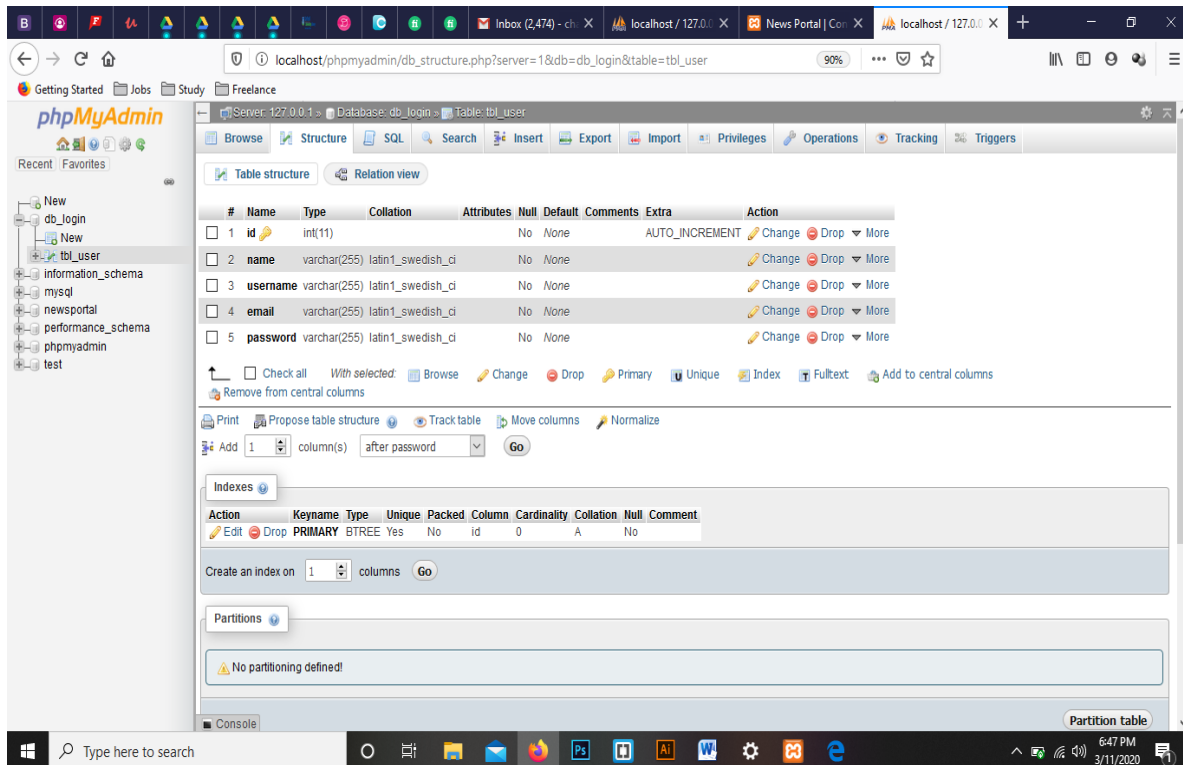 B
Inbox (2,474) - ch
localhost / 127.0.0
News Portal | Con
localhost / 127.0.0
localhost/phpmyadmin/db_structure.php?server=1&db=db_login&table=tbl_user
90%
Getting Started Jobs Study Freelance
phpMyAdmin
Recent Favorites
New
db_login
New
tbl_user
information_schema
mysql
newsportal
performance_schema
phpmyadmin
test
Server: 127.0.0.1 » Database: db_login » Table: tbl_user
Browse Structure SQL Search Insert Export Import Privileges Operations Tracking Triggers
Table structure Relation view
# Name Type Collation Attributes Null Default Comments Extra Action
1 id int(11) No None AUTO_INCREMENT Change Drop More
2 name varchar(255) latin1_swedish_ci No None Change Drop More
3 username varchar(255) latin1_swedish_ci No None Change Drop More
4 email varchar(255) latin1_swedish_ci No None Change Drop More
5 password varchar(255) latin1_swedish_ci No None Change Drop More
Check all With selected: Browse Change Drop Primary Unique Index Fulltext Add to central columns
Remove from central columns
Print Propose table structure Track table Move columns Normalize
Add 1 column(s) after password Go
Indexes
Action Keyname Type Unique Packed Column Cardinality Collation Null Comment
Edit Drop PRIMARY BTREE Yes No id 0 A No
Create an index on 1 columns Go
Partitions
No partitioning defined!
Partition table
Console
Type here to search
Ps
Ai
W
6:47 PM
3/11/2020
1